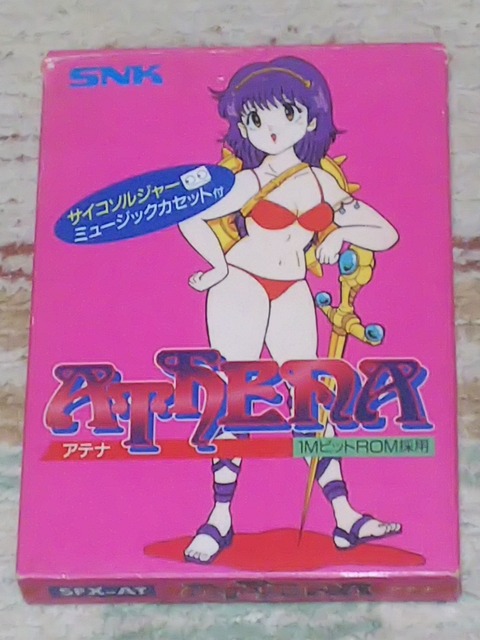 SNK
サイコソルジャー
ミュージックカセット付
ATHENA
アテナ
1MビットROM採用
SFX-AT
ATHENA